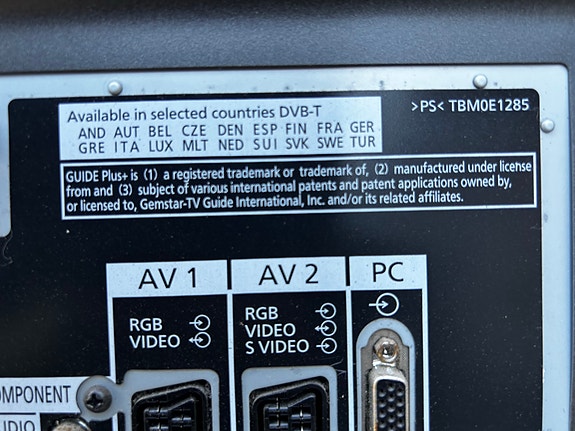 Available in selected countries DVB-T
AND AUT BEL CZE DEN ESP FIN FRA GER
GRE ITA LUX MLT NED SUI SVK SWE TUR
>PS< TBM0E1285
GUIDE Plus+ is (1) a registered trademark or trademark of, (2) manufactured under license
from and (3) subject of various international patents and patent applications owned by,
or licensed to, Gemstar-TV Guide International, Inc. and/or its related affiliates.
AV 1
RGB
VIDEO
AV 2
RGB
VIDEO
S VIDEO
PC